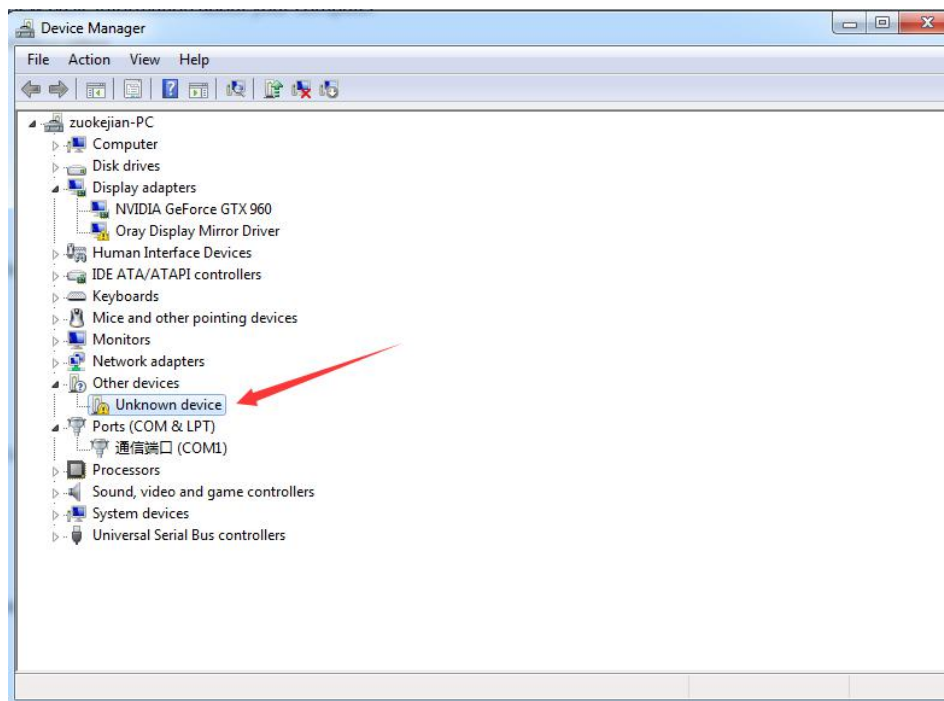 Device Manager
File Action View Help
zuokejian-PC
Computer
Disk drives
Display adapters
NVIDIA GeForce GTX 960
Oray Display Mirror Driver
Human Interface Devices
IDE ATA/ATAPI controllers
Keyboards
Mice and other pointing devices
Monitors
Network adapters
Other devices
Unknown device
Ports (COM & LPT)
通信端口 (COM1)
Processors
Sound, video and game controllers
System devices
Universal Serial Bus controllers